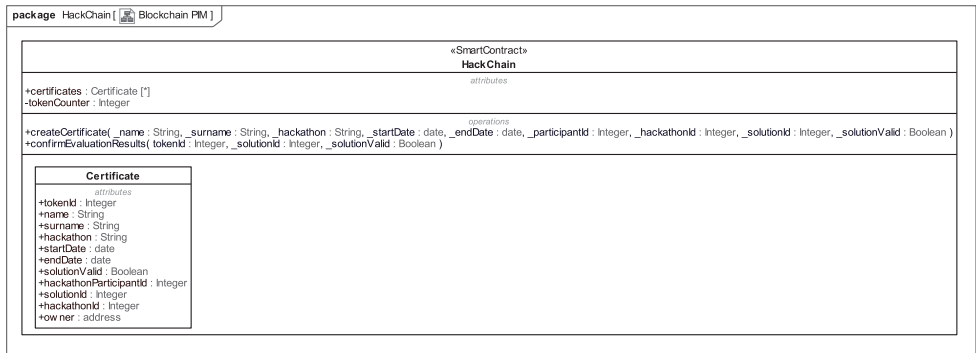 package HackChain [ Blockchain PIM ]
«SmartContract»
HackChain
attributes
+certificates : Certificate [*]
-tokenCounter : Integer
operations
+createCertificate( _name : String, _surname : String, _hackathon : String, _startDate : date, _endDate : date, _participantId : Integer, _hackathonId : Integer, _solutionId : Integer, _solutionValid : Boolean )
+confirmEvaluationResults( tokenId : Integer, _solutionId : Integer, _solutionValid : Boolean )
Certificate
attributes
+tokenId : Integer
+name : String
+surname : String
+hackathon : String
+startDate : date
+endDate : date
+solutionValid : Boolean
+hackathonParticipantId : Integer
+solutionId : Integer
+hackathonId : Integer
+owner : address